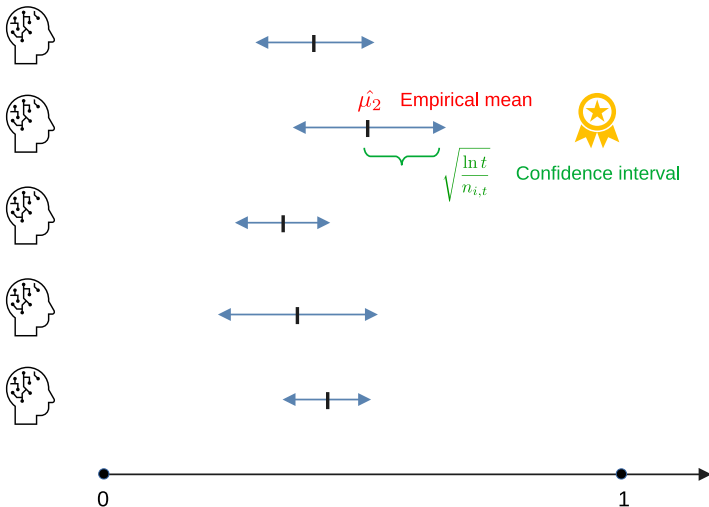 $\hat{\mu_2}$ Empirical mean
$\sqrt{\frac{\ln t}{n_{i,t}}}$ Confidence interval
0 1